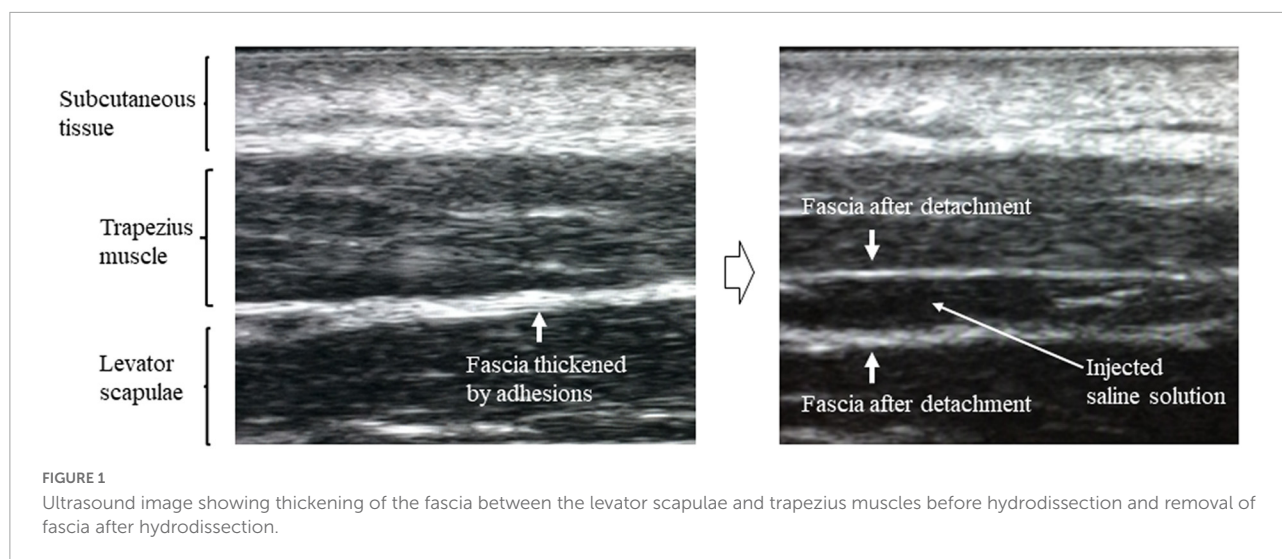 Subcutaneous
tissue
Trapezius
muscle
Levator
scapulae
Fascia thickened
by adhesions
Fascia after detachment
Fascia after detachment
Injected
saline solution
FIGURE 1
Ultrasound image showing thickening of the fascia between the levator scapulae and trapezius muscles before hydrodissection and removal of
fascia after hydrodissection.